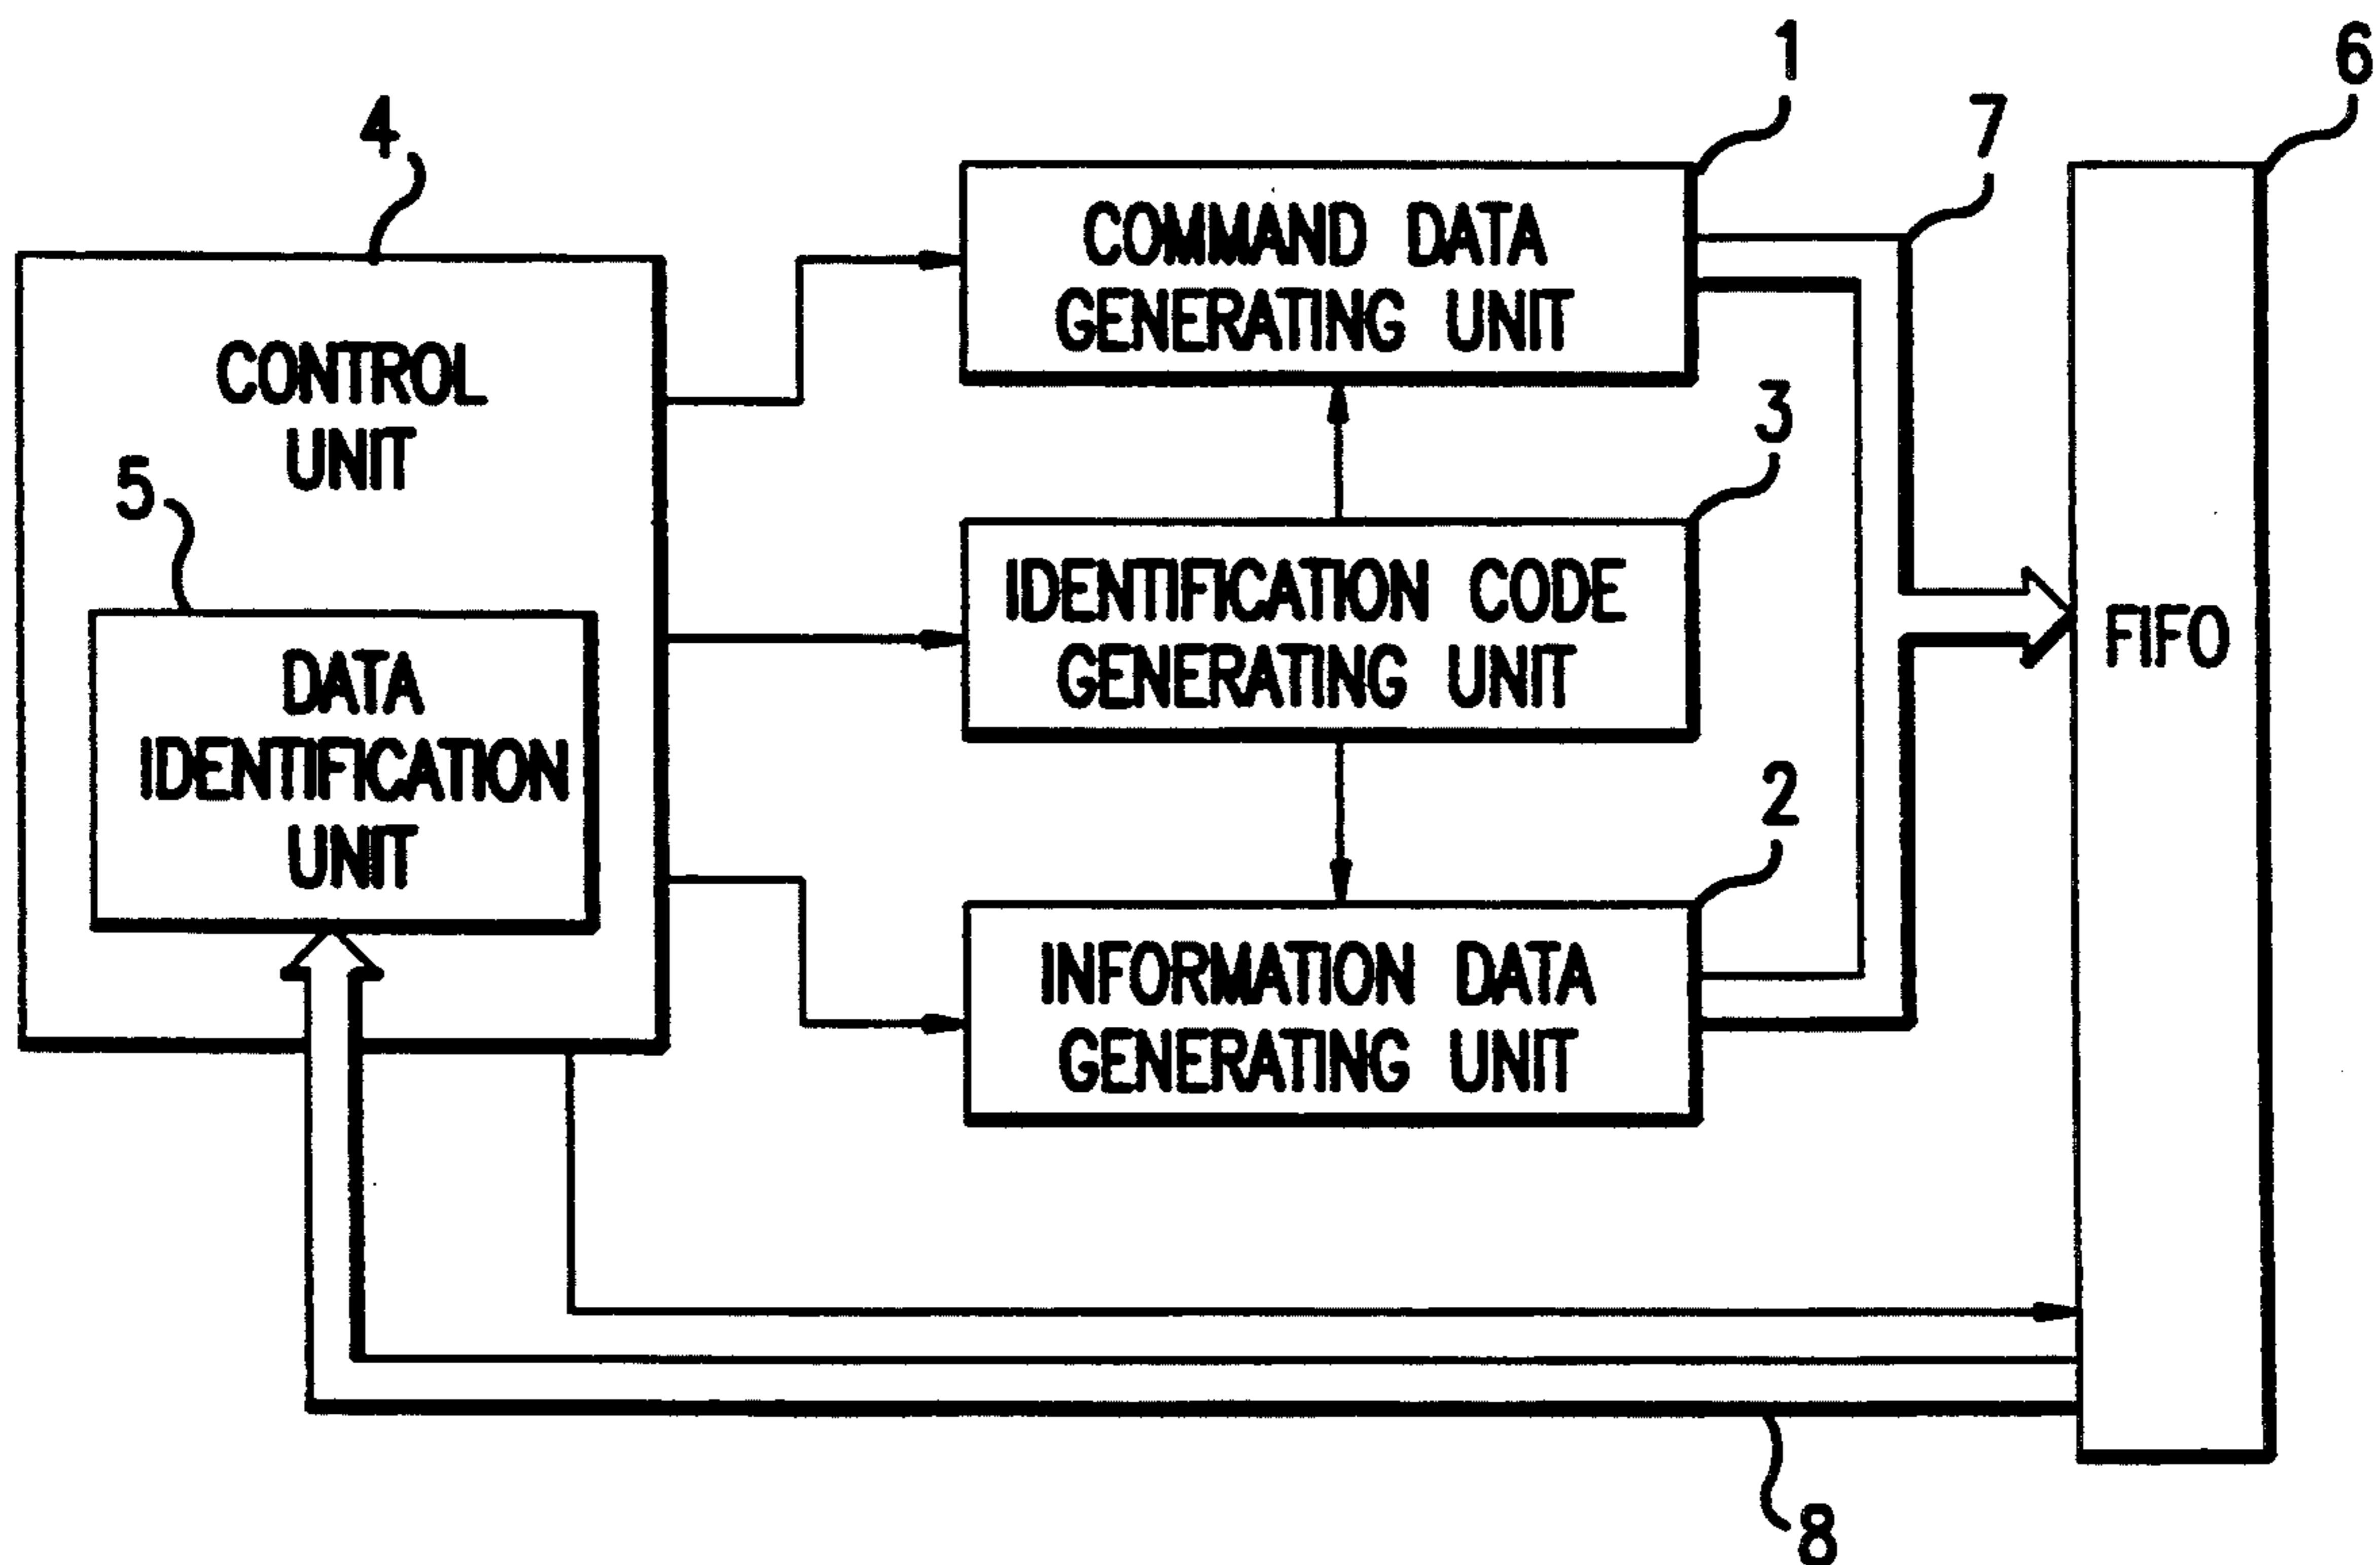 4
CONTROL
UNIT
5
DATA
IDENTIFICATION
UNIT
1
COMMAND DATA
GENERATING UNIT
3
IDENTIFICATION CODE
GENERATING UNIT
2
INFORMATION DATA
GENERATING UNIT
7
6
FIFO
8